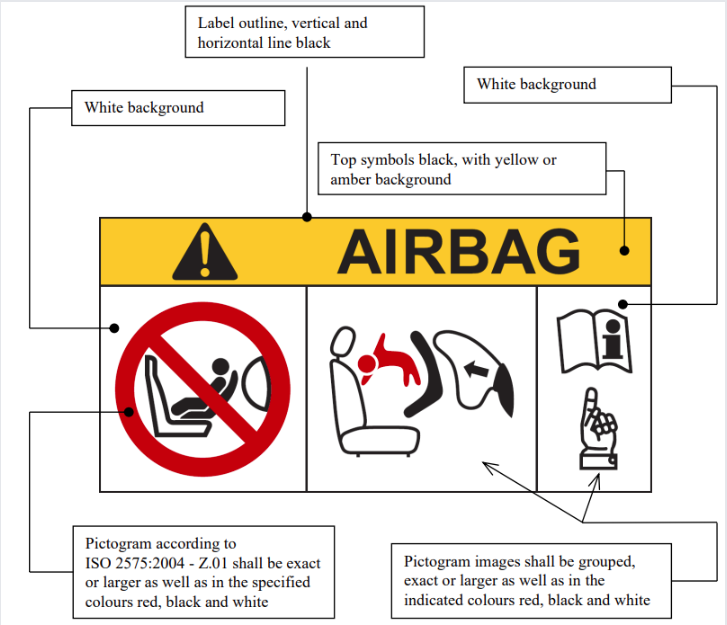 Label outline, vertical and
horizontal line black
White background
White background
Top symbols black, with yellow or
amber background
AIRBAG
Pictogram according to
ISO 2575:2004 - Z.01 shall be exact
or larger as well as in the specified
colours red, black and white
Pictogram images shall be grouped,
exact or larger as well as in the
indicated colours red, black and white